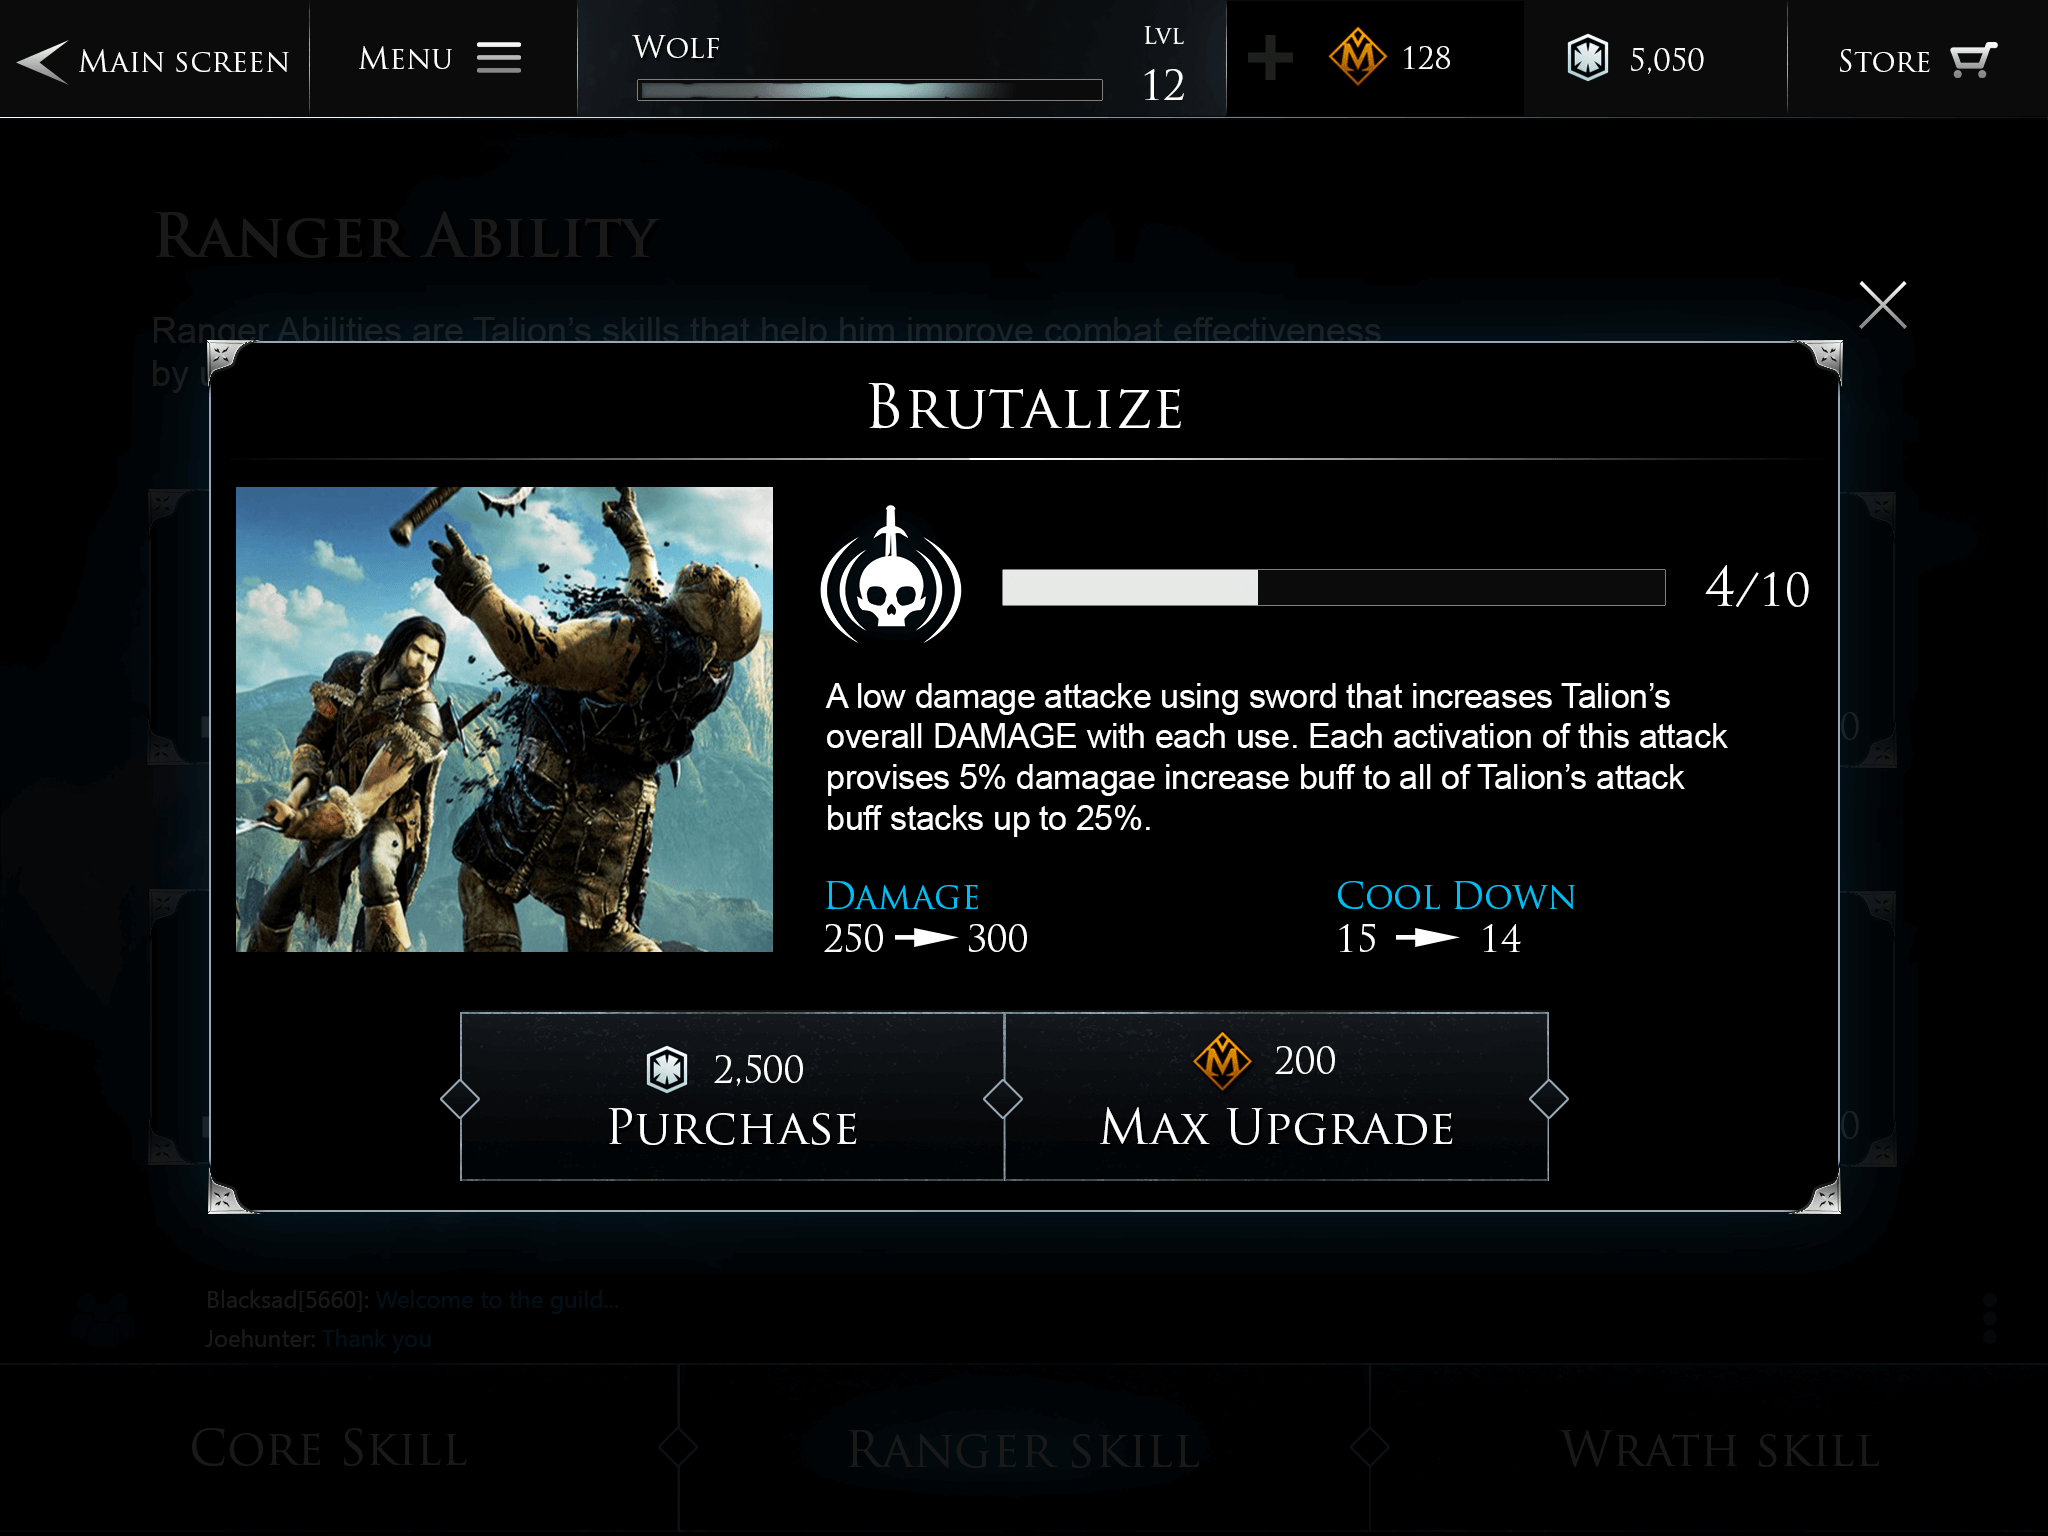 MAIN SCREEN
MENU
WOLF
LVL
12
128
5,050
STORE
RANGER ABILITY
Ranger Abilities are Talion's skills that help him improve combat effectiveness
by
BRUTALIZE
4/10
A low damage attacke using sword that increases Talion's
overall DAMAGE with each use. Each activation of this attack
provises 5% damagae increase buff to all of Talion's attack
buff stacks up to 25%.
DAMAGE
250 300
COOL DOWN
15 14
2,500
PURCHASE
200
MAX UPGRADE
Blacksad[5660]: Welcome to the guild...
Joehunter: Thank you
CORE SKILL
RANGER SKILL
WRATH SKILL